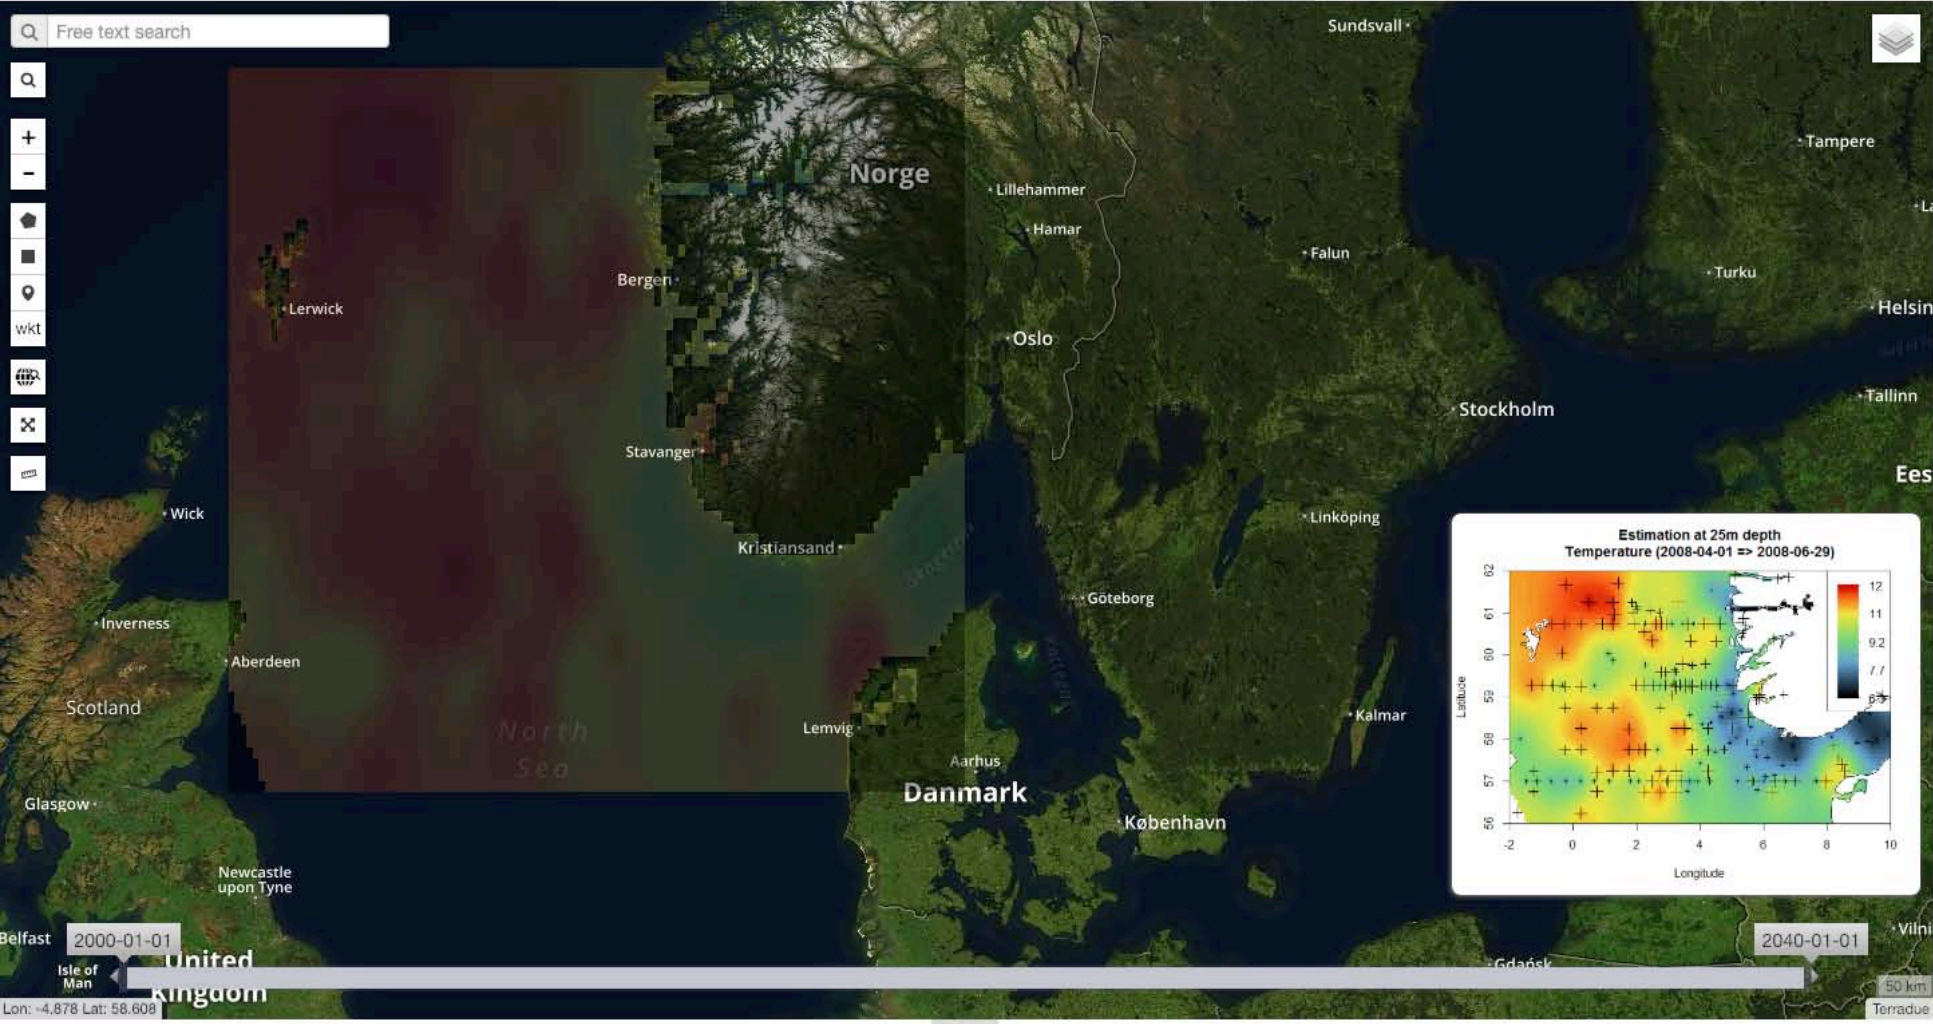 Free text search
Sundsvall
Tampere
Norge
Lillehammer
Hamar
Falun
Turku
Bergen
Lerwick
Helsin
wkt
Oslo
Tallinn
Stockholm
Stavanger
Ees
Wick
Linköping
Kristiansand
Skagerrak
Göteborg
Inverness
Aberdeen
Kattegat
Scotland
Kalmar
North
Sea
Lemvig
Aarhus
Danmark
Glasgow
København
Newcastle
upon Tyne
Estimation at 25m depth
Temperature (2008-04-01 => 2008-06-29)
62
61
60
59
58
57
56
Latitude
12
11
9.2
7.7
-2
0
2
4
6
8
10
Longitude
Belfast
2000-01-01
2040-01-01
Vilni
Isle of
Man
United
Kingdom
Gdańsk
50 km
Lon: -4.878 Lat: 58.608
Terradue